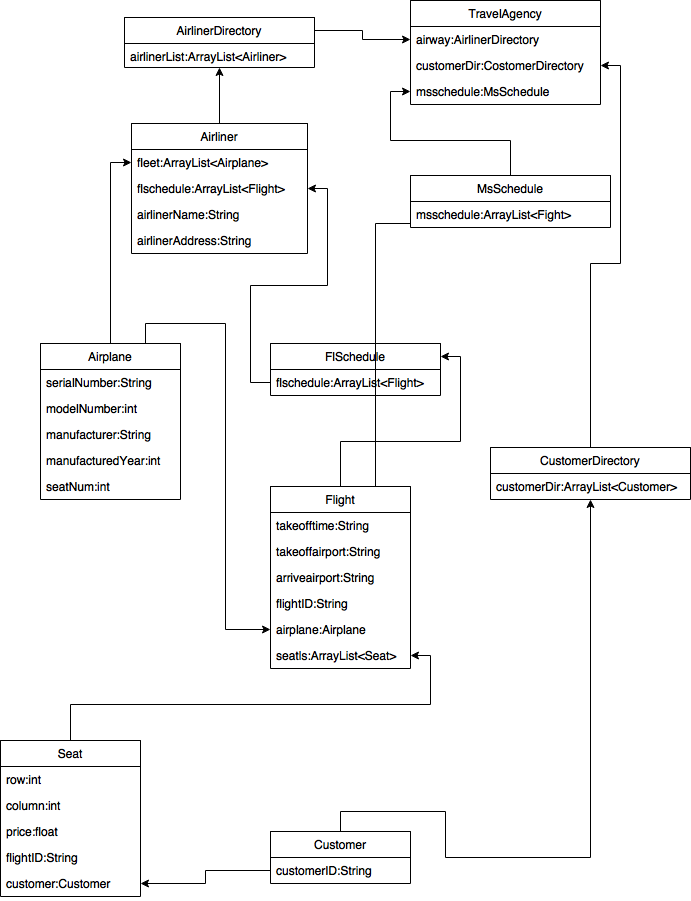 AirlinerDirectory
airlinerList:ArrayList<Airliner>
TravelAgency
airway:AirlinerDirectory
customerDir:CostomerDirectory
msschedule:MsSchedule
Airliner
fleet:ArrayList<Airplane>
flschedule:ArrayList<Flight>
airlinerName:String
airlinerAddress:String
MsSchedule
msschedule:ArrayList<Fight>
Airplane
serialNumber:String
modelNumber:int
manufacturer:String
manufacturedYear:int
seatNum:int
FlSchedule
flschedule:ArrayList<Flight>
CustomerDirectory
customerDir:ArrayList<Customer>
Flight
takeofftime:String
takeoffairport:String
arriveairport:String
flightID:String
airplane:Airplane
seatls:ArrayList<Seat>
Seat
row:int
column:int
price:float
flightID:String
customer:Customer
Customer
customerID:String